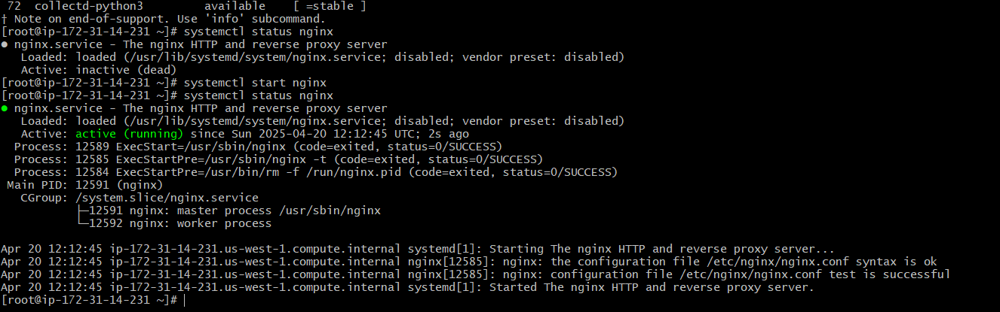 72 collectd-python3 available [ =stable ]
† Note on end-of-support. Use 'info' subcommand.
[root@ip-172-31-14-231 ~]# systemctl status nginx
● nginx.service - The nginx HTTP and reverse proxy server
Loaded: loaded (/usr/lib/systemd/system/nginx.service; disabled; vendor preset: disabled)
Active: inactive (dead)
[root@ip-172-31-14-231 ~]# systemctl start nginx
[root@ip-172-31-14-231 ~]# systemctl status nginx
● nginx.service - The nginx HTTP and reverse proxy server
Loaded: loaded (/usr/lib/systemd/system/nginx.service; disabled; vendor preset: disabled)
Active: active (running) since Sun 2025-04-20 12:12:45 UTC; 2s ago
Process: 12589 ExecStart=/usr/sbin/nginx (code=exited, status=0/SUCCESS)
Process: 12585 ExecStartPre=/usr/sbin/nginx -t (code=exited, status=0/SUCCESS)
Process: 12584 ExecStartPre=/usr/bin/rm -f /run/nginx.pid (code=exited, status=0/SUCCESS)
Main PID: 12591 (nginx)
CGroup: /system.slice/nginx.service
├─12591 nginx: master process /usr/sbin/nginx
└─12592 nginx: worker process
Apr 20 12:12:45 ip-172-31-14-231.us-west-1.compute.internal systemd[1]: Starting The nginx HTTP and reverse proxy server...
Apr 20 12:12:45 ip-172-31-14-231.us-west-1.compute.internal nginx[12585]: nginx: the configuration file /etc/nginx/nginx.conf syntax is ok
Apr 20 12:12:45 ip-172-31-14-231.us-west-1.compute.internal nginx[12585]: nginx: configuration file /etc/nginx/nginx.conf test is successful
Apr 20 12:12:45 ip-172-31-14-231.us-west-1.compute.internal systemd[1]: Started The nginx HTTP and reverse proxy server.
[root@ip-172-31-14-231 ~]#